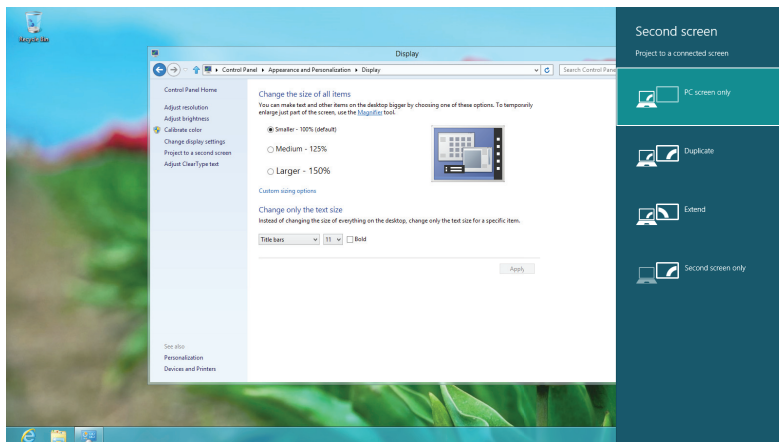 Recycle Bin
Display
Control Panel ▸ Appearance and Personalization ▸ Display
Search Control Pane
Control Panel Home
Adjust resolution
Adjust brightness
Calibrate color
Change display settings
Project to a second screen
Adjust ClearType text
See also
Personalization
Devices and Printers
Change the size of all items
You can make text and other items on the desktop bigger by choosing one of these options. To temporarily
enlarge just part of the screen, use the Magnifier tool.
Smaller - 100% (default)
Medium - 125%
Larger - 150%
Custom sizing options
Change only the text size
Instead of changing the size of everything on the desktop, change only the text size for a specific item.
Title bars 11 Bold
Apply
Second screen
Project to a connected screen
PC screen only
Duplicate
Extend
Second screen only